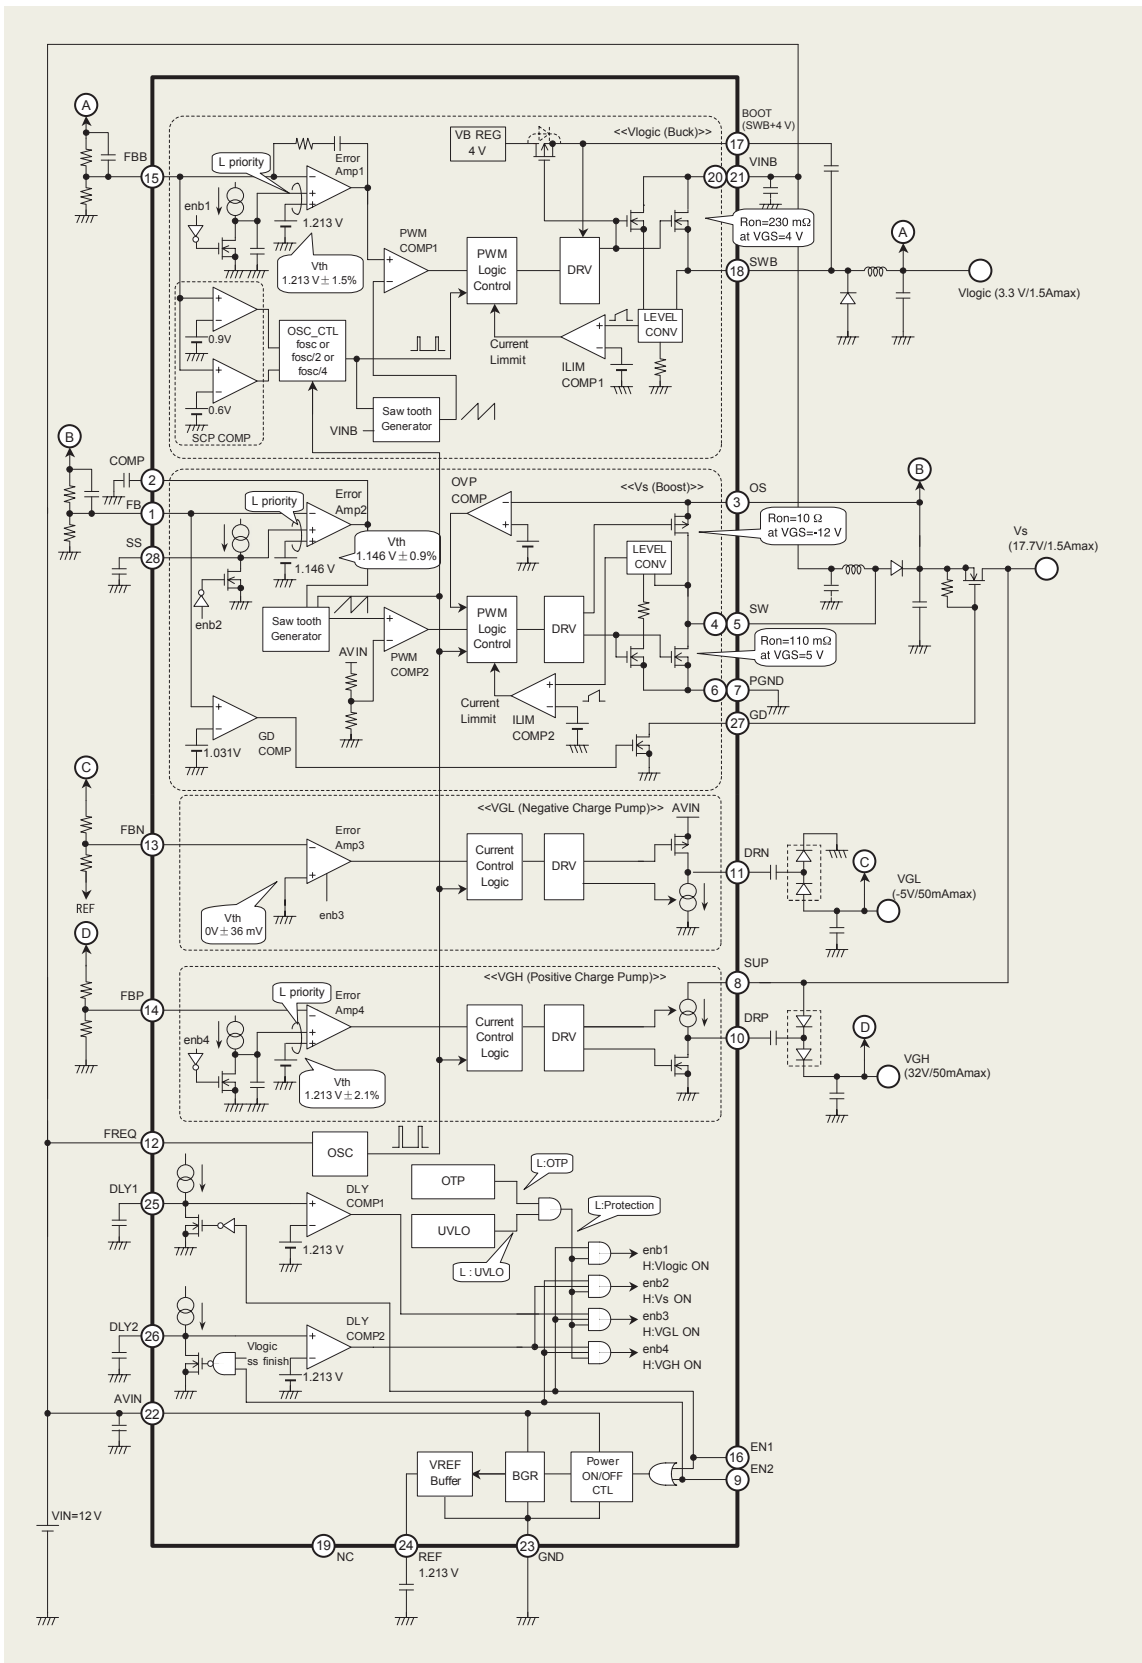 BOOT
(SWB+4 V)
A
<<Vlogic (Buck)>>
VB REG
4 V
17
FBB
15
L priority
Error
Amp1
VINB
20
21
enb1
1.213 V
Ron=230 mΩ
at VGS=4 V
A
Vth
1.213 V ± 1.5%
PWM
COMP1
PWM
Logic
Control
DRV
SWB
18
Vlogic (3.3 V/1.5Amax)
0.9V
OSC_CTL
fosc or
fosc/2 or
fosc/4
LEVEL
CONV
Current
Limmit
ILIM
COMP1
0.6V
SCP COMP
VINB
Saw tooth
Generator
B
COMP
2
FB
1
SS
28
L priority
Error
Amp2
OVP
COMP
<<Vs (Boost)>>
OS
3
B
Vth
1.146 V ± 0.9%
1.146 V
Ron=10 Ω
at VGS=-12 V
Vs
(17.7V/1.5Amax)
LEVEL
CONV
enb2
Saw tooth
Generator
PWM
COMP2
PWM
Logic
Control
DRV
SW
4
5
AVIN
Ron=110 mΩ
at VGS=5 V
PGND
6
7
Current
Limmit
ILIM
COMP2
GD
27
1.031V
GD
COMP
C
<<VGL (Negative Charge Pump)>>
AVIN
FBN
13
Error
Amp3
Current
Control
Logic
DRV
DRN
11
C
VGL
(-5V/50mAmax)
REF
Vth
0V ± 36 mV
enb3
D
<<VGH (Positive Charge Pump)>>
SUP
8
FBP
14
L priority
Error
Amp4
enb4
Current
Control
Logic
DRV
DRP
10
D
VGH
(32V/50mAmax)
Vth
1.213 V ± 2.1%
FREQ
12
OSC
DLY1
25
DLY
COMP1
1.213 V
OTP
L:OTP
UVLO
L : UVLO
L:Protection
enb1
H:Vlogic ON
enb2
H:Vs ON
enb3
H:VGL ON
enb4
H:VGH ON
DLY2
26
Vlogic
ss finish
DLY
COMP2
1.213 V
AVIN
22
VREF
Buffer
BGR
Power
ON/OFF
CTL
EN1
16
EN2
9
VIN=12 V
19
NC
24
REF
1.213 V
23
GND